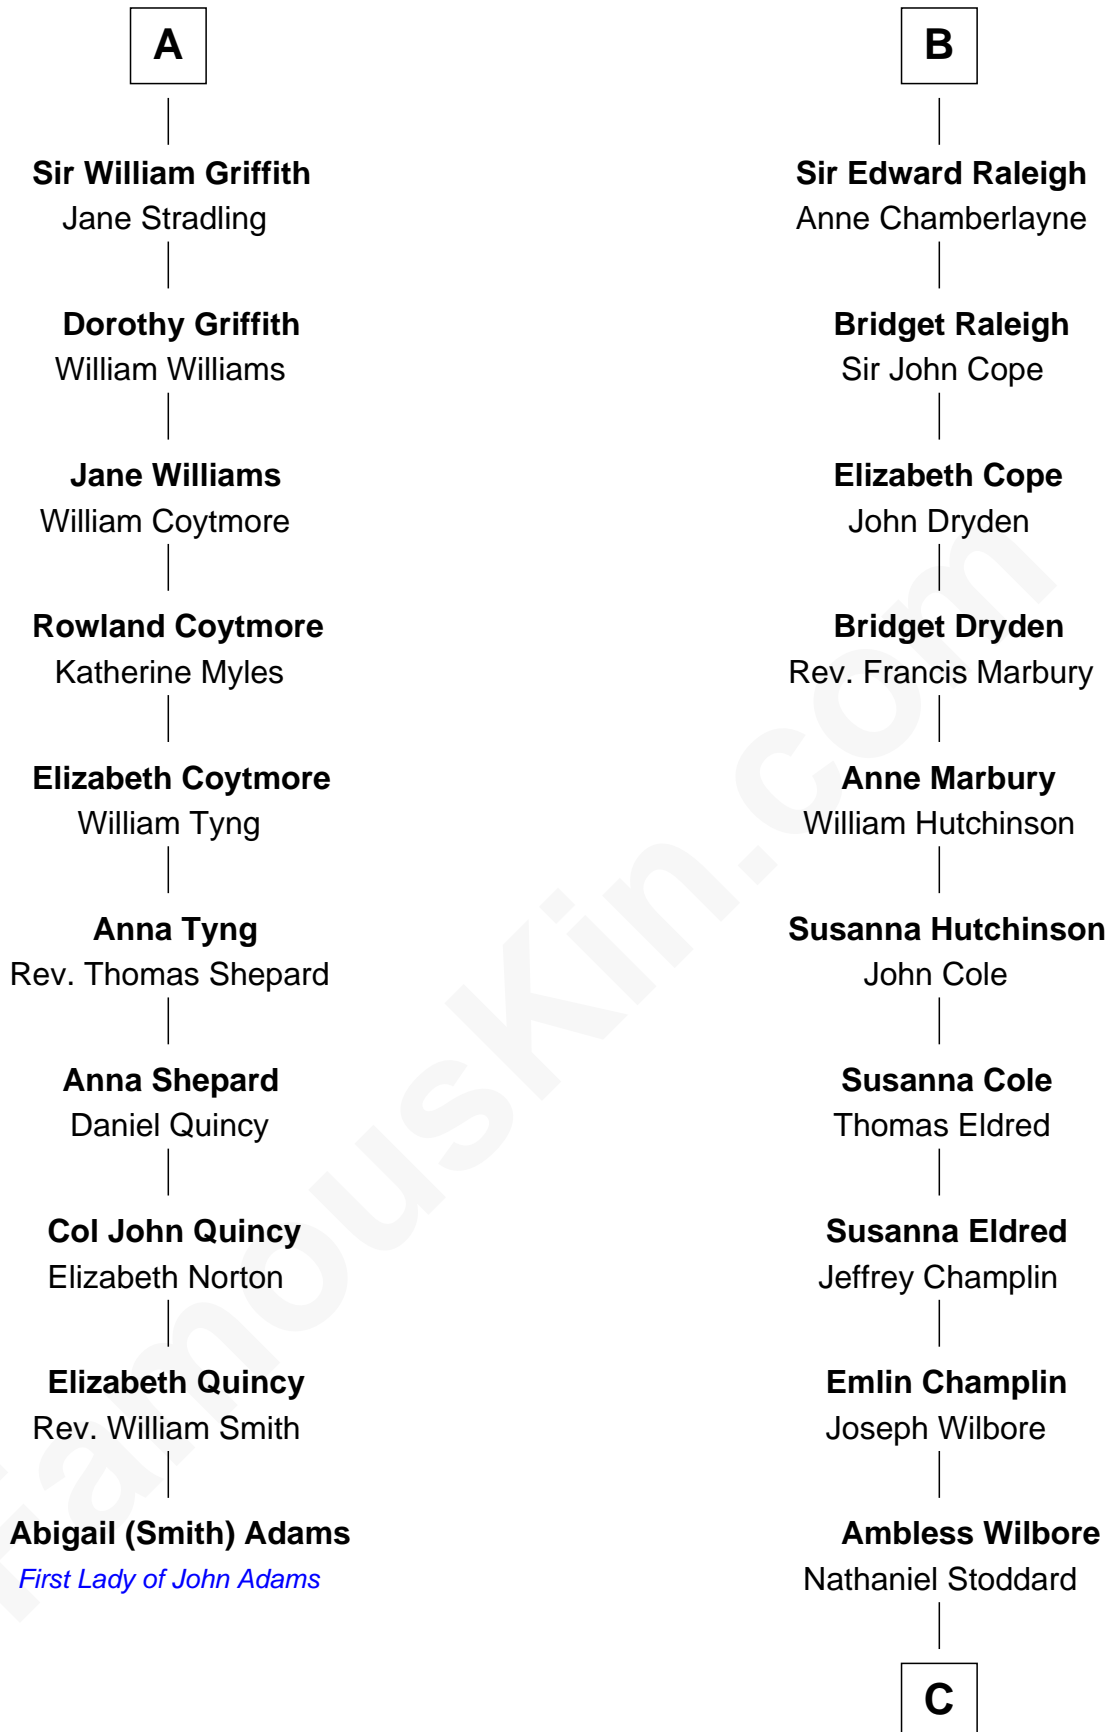 A
Sir William Griffith
Jane Stradling
Dorothy Griffith
William Williams
Jane Williams
William Coytmore
Rowland Coytmore
Katherine Myles
Elizabeth Coytmore
William Tyng
Anna Tyng
Rev. Thomas Shepard
Anna Shepard
Daniel Quincy
Col John Quincy
Elizabeth Norton
Elizabeth Quincy
Rev. William Smith
Abigail (Smith) Adams
First Lady of John Adams
B
Sir Edward Raleigh
Anne Chamberlayne
Bridget Raleigh
Sir John Cope
Elizabeth Cope
John Dryden
Bridget Dryden
Rev. Francis Marbury
Anne Marbury
William Hutchinson
Susanna Hutchinson
John Cole
Susanna Cole
Thomas Eldred
Susanna Eldred
Jeffrey Champlin
Emlin Champlin
Joseph Wilbore
Ambless Wilbore
Nathaniel Stoddard
C
FamousKin.com